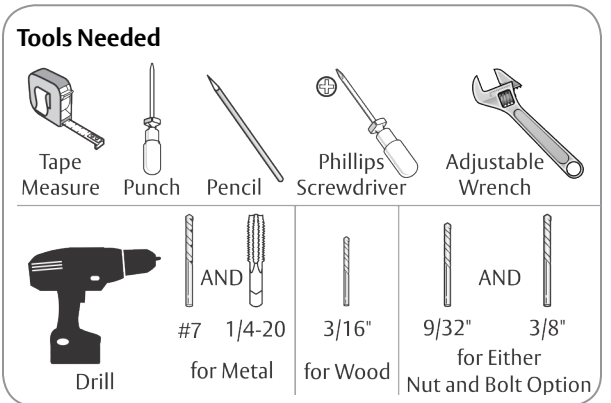 Tools Needed
Tape
Measure
Punch
Pencil
Phillips
Screwdriver
Adjustable
Wrench
Drill
#7 AND 1/4-20
for Metal
3/16"
for Wood
9/32" AND 3/8"
for Either
Nut and Bolt Option